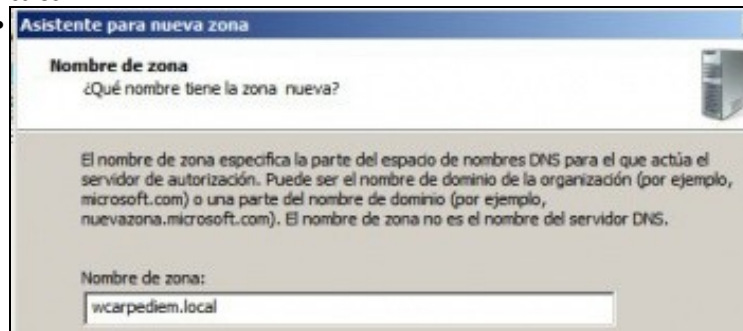 Asistente para nueva zona
Nombre de zona
¿Qué nombre tiene la zona nueva?
El nombre de zona especifica la parte del espacio de nombres DNS para el que actúa el
servidor de autorización. Puede ser el nombre de dominio de la organización (por ejemplo,
microsoft.com) o una parte del nombre de dominio (por ejemplo,
nuevazona.microsoft.com). El nombre de zona no es el nombre del servidor DNS.
Nombre de zona:
wcarpediem.local